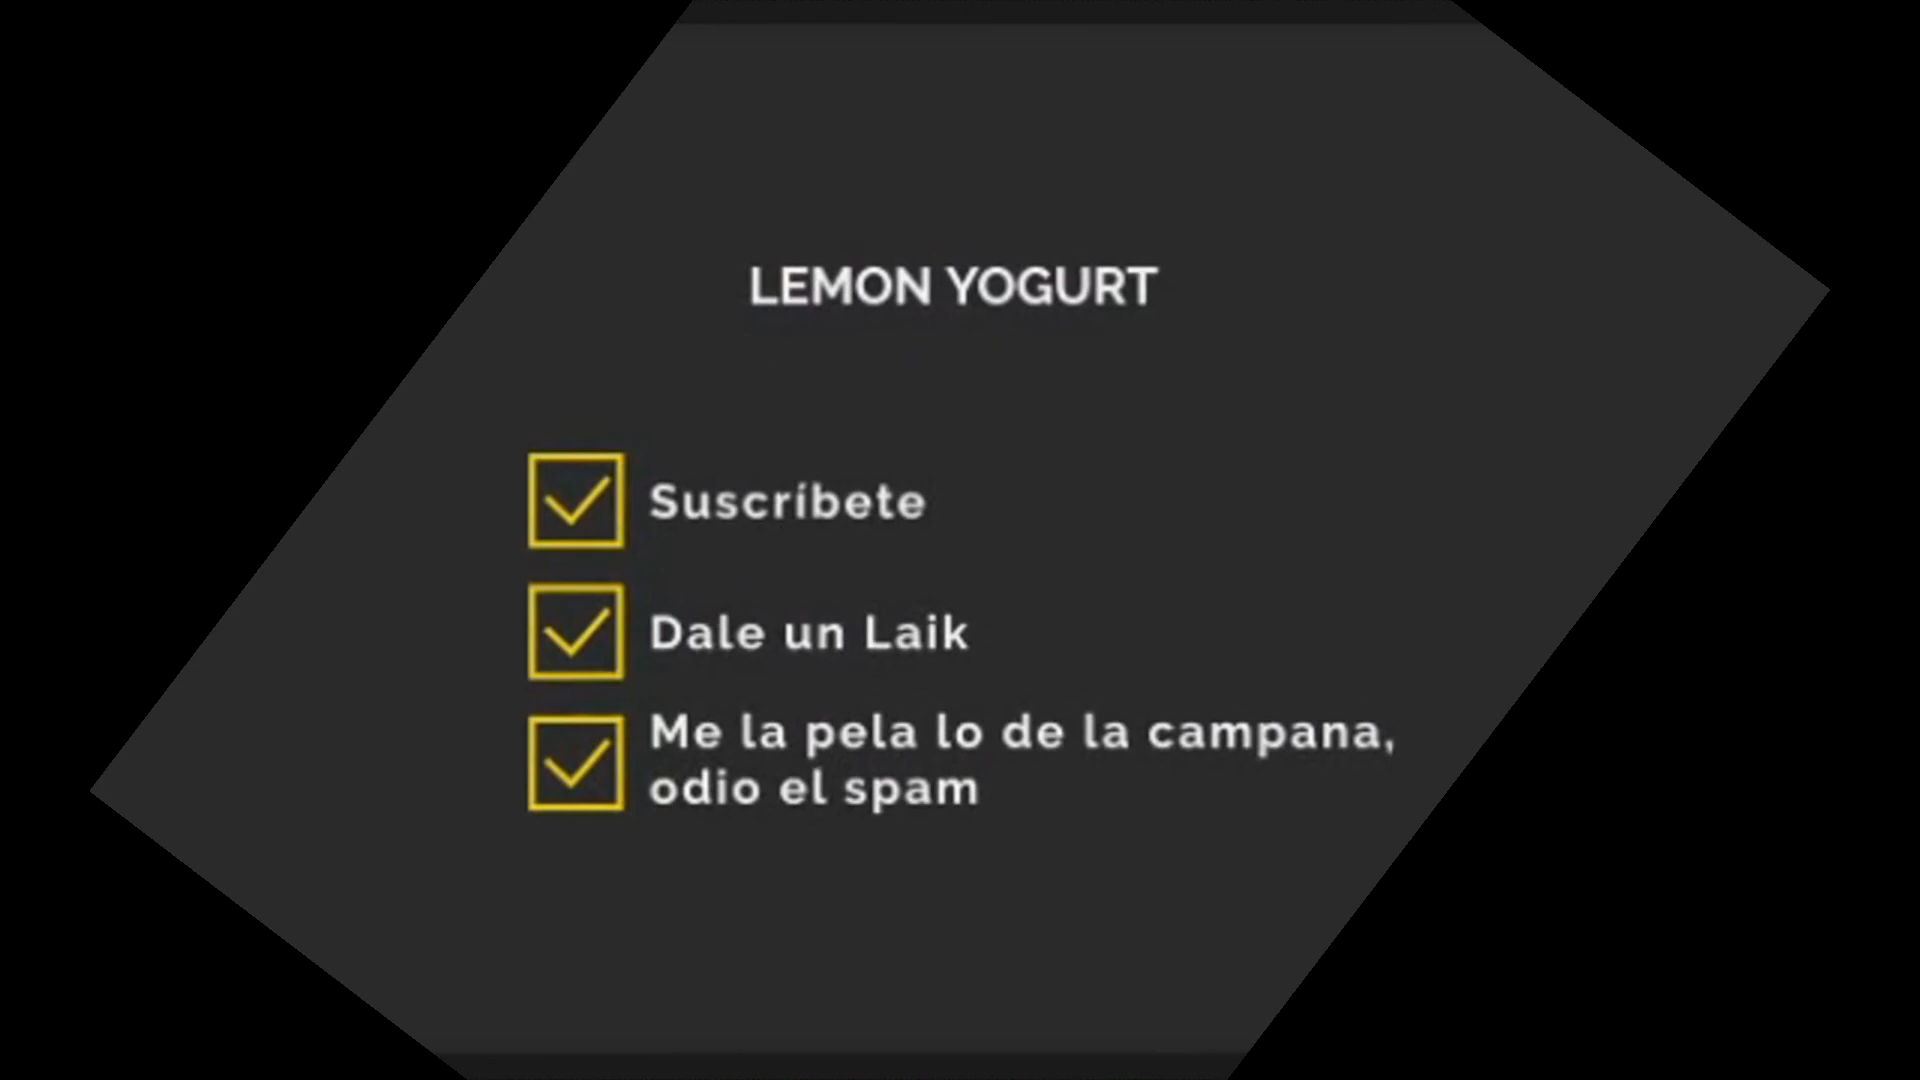 LEMON YOGURT
Suscríbete
Dale un Laik
Me la pela lo de la campana,
odio el spam